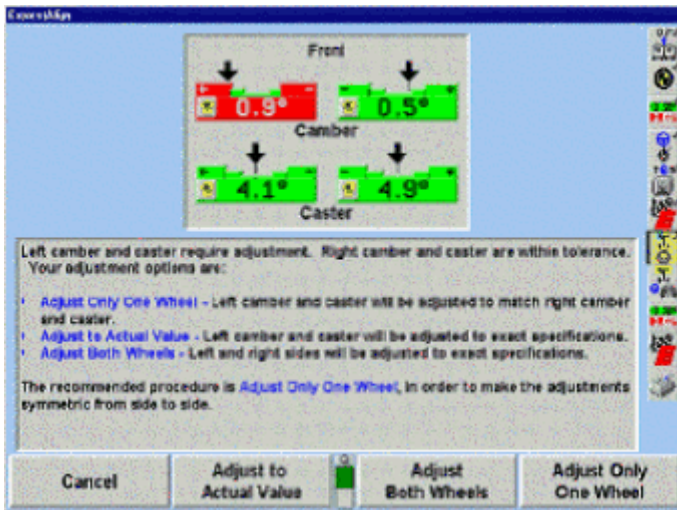 ExpressAlign
Front
0.9° 0.5°
Camber
4.1° 4.9°
Caster
Left camber and caster require adjustment. Right camber and caster are within tolerance.
Your adjustment options are:
Adjust Only One Wheel - Left camber and caster will be adjusted to match right camber
and caster.
Adjust to Actual Value - Left camber and caster will be adjusted to exact specifications.
Adjust Both Wheels - Left and right sides will be adjusted to exact specifications.
The recommended procedure is Adjust Only One Wheel, in order to make the adjustments
symmetric from side to side.
Cancel
Adjust to
Actual Value
Adjust
Both Wheels
Adjust Only
One Wheel